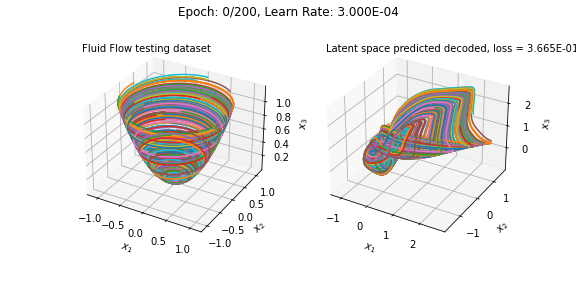 Epoch: 0/200, Learn Rate: 3.000E-04
Fluid Flow testing dataset
1.0
0.8
0.6
0.4
0.2
x₃
−1.0
−0.5
0.0
0.5
1.0
x₁
−1.0
−0.5
0.0
0.5
1.0
x₂
Latent space predicted decoded, loss = 3.665E-01
2
1
0
x₃
−1
0
1
2
x₁
−1
0
1
x₂